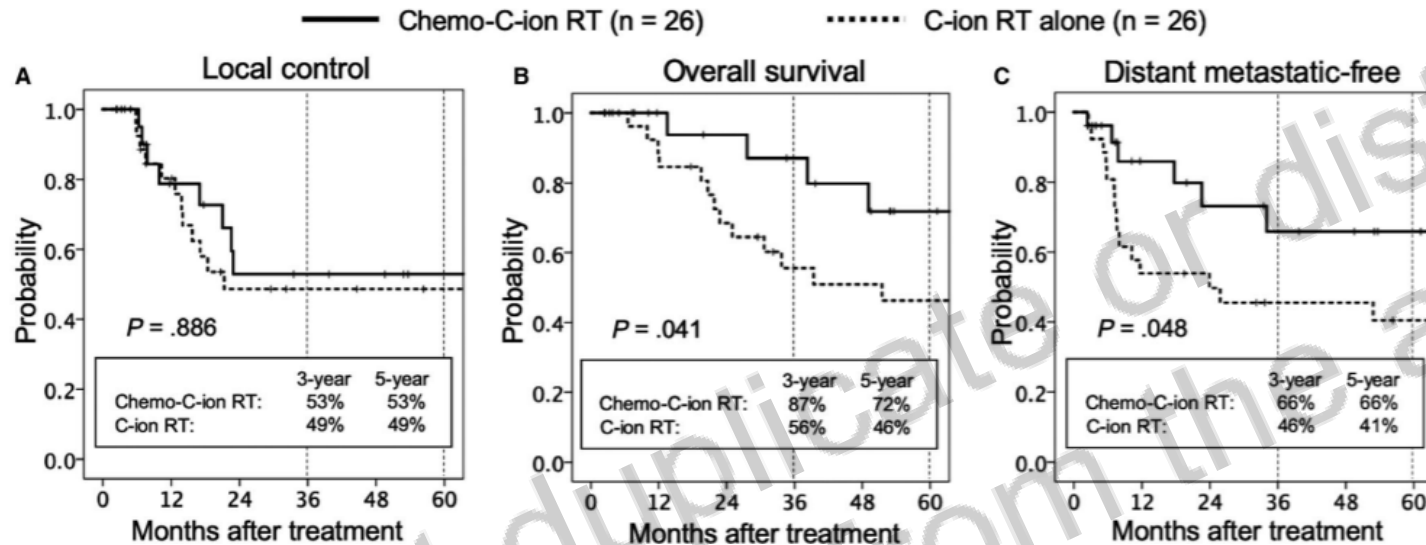 Chemo-C-ion RT (n = 26) C-ion RT alone (n = 26)
A Local control
Probability
1.0
0.8
0.6
0.4
0.2
0.0
P = .886
3-year 5-year
Chemo-C-ion RT: 53% 53%
C-ion RT: 49% 49%
0 12 24 36 48 60
Months after treatment
B Overall survival
Probability
1.0
0.8
0.6
0.4
0.2
0.0
P = .041
3-year 5-year
Chemo-C-ion RT: 87% 72%
C-ion RT: 56% 46%
0 12 24 36 48 60
Months after treatment
C Distant metastatic-free
Probability
1.0
0.8
0.6
0.4
0.2
0.0
P = .048
3-year 5-year
Chemo-C-ion RT: 66% 66%
C-ion RT: 46% 41%
0 12 24 36 48 60
Months after treatment
duplicate or dis
om the a